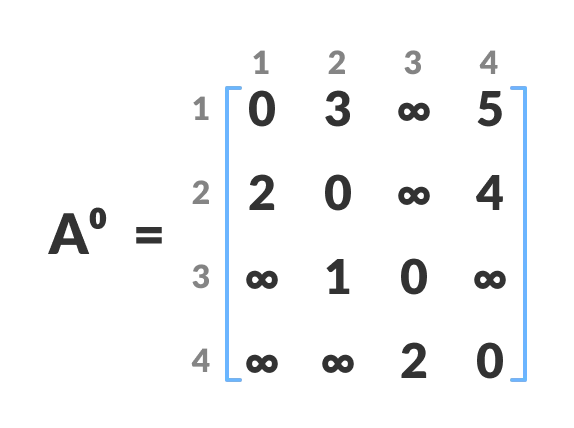 1 2 3 4
1 0 3 ∞ 5
2 2 0 ∞ 4
A⁰ =
3 ∞ 1 0 ∞
4 ∞ ∞ 2 0